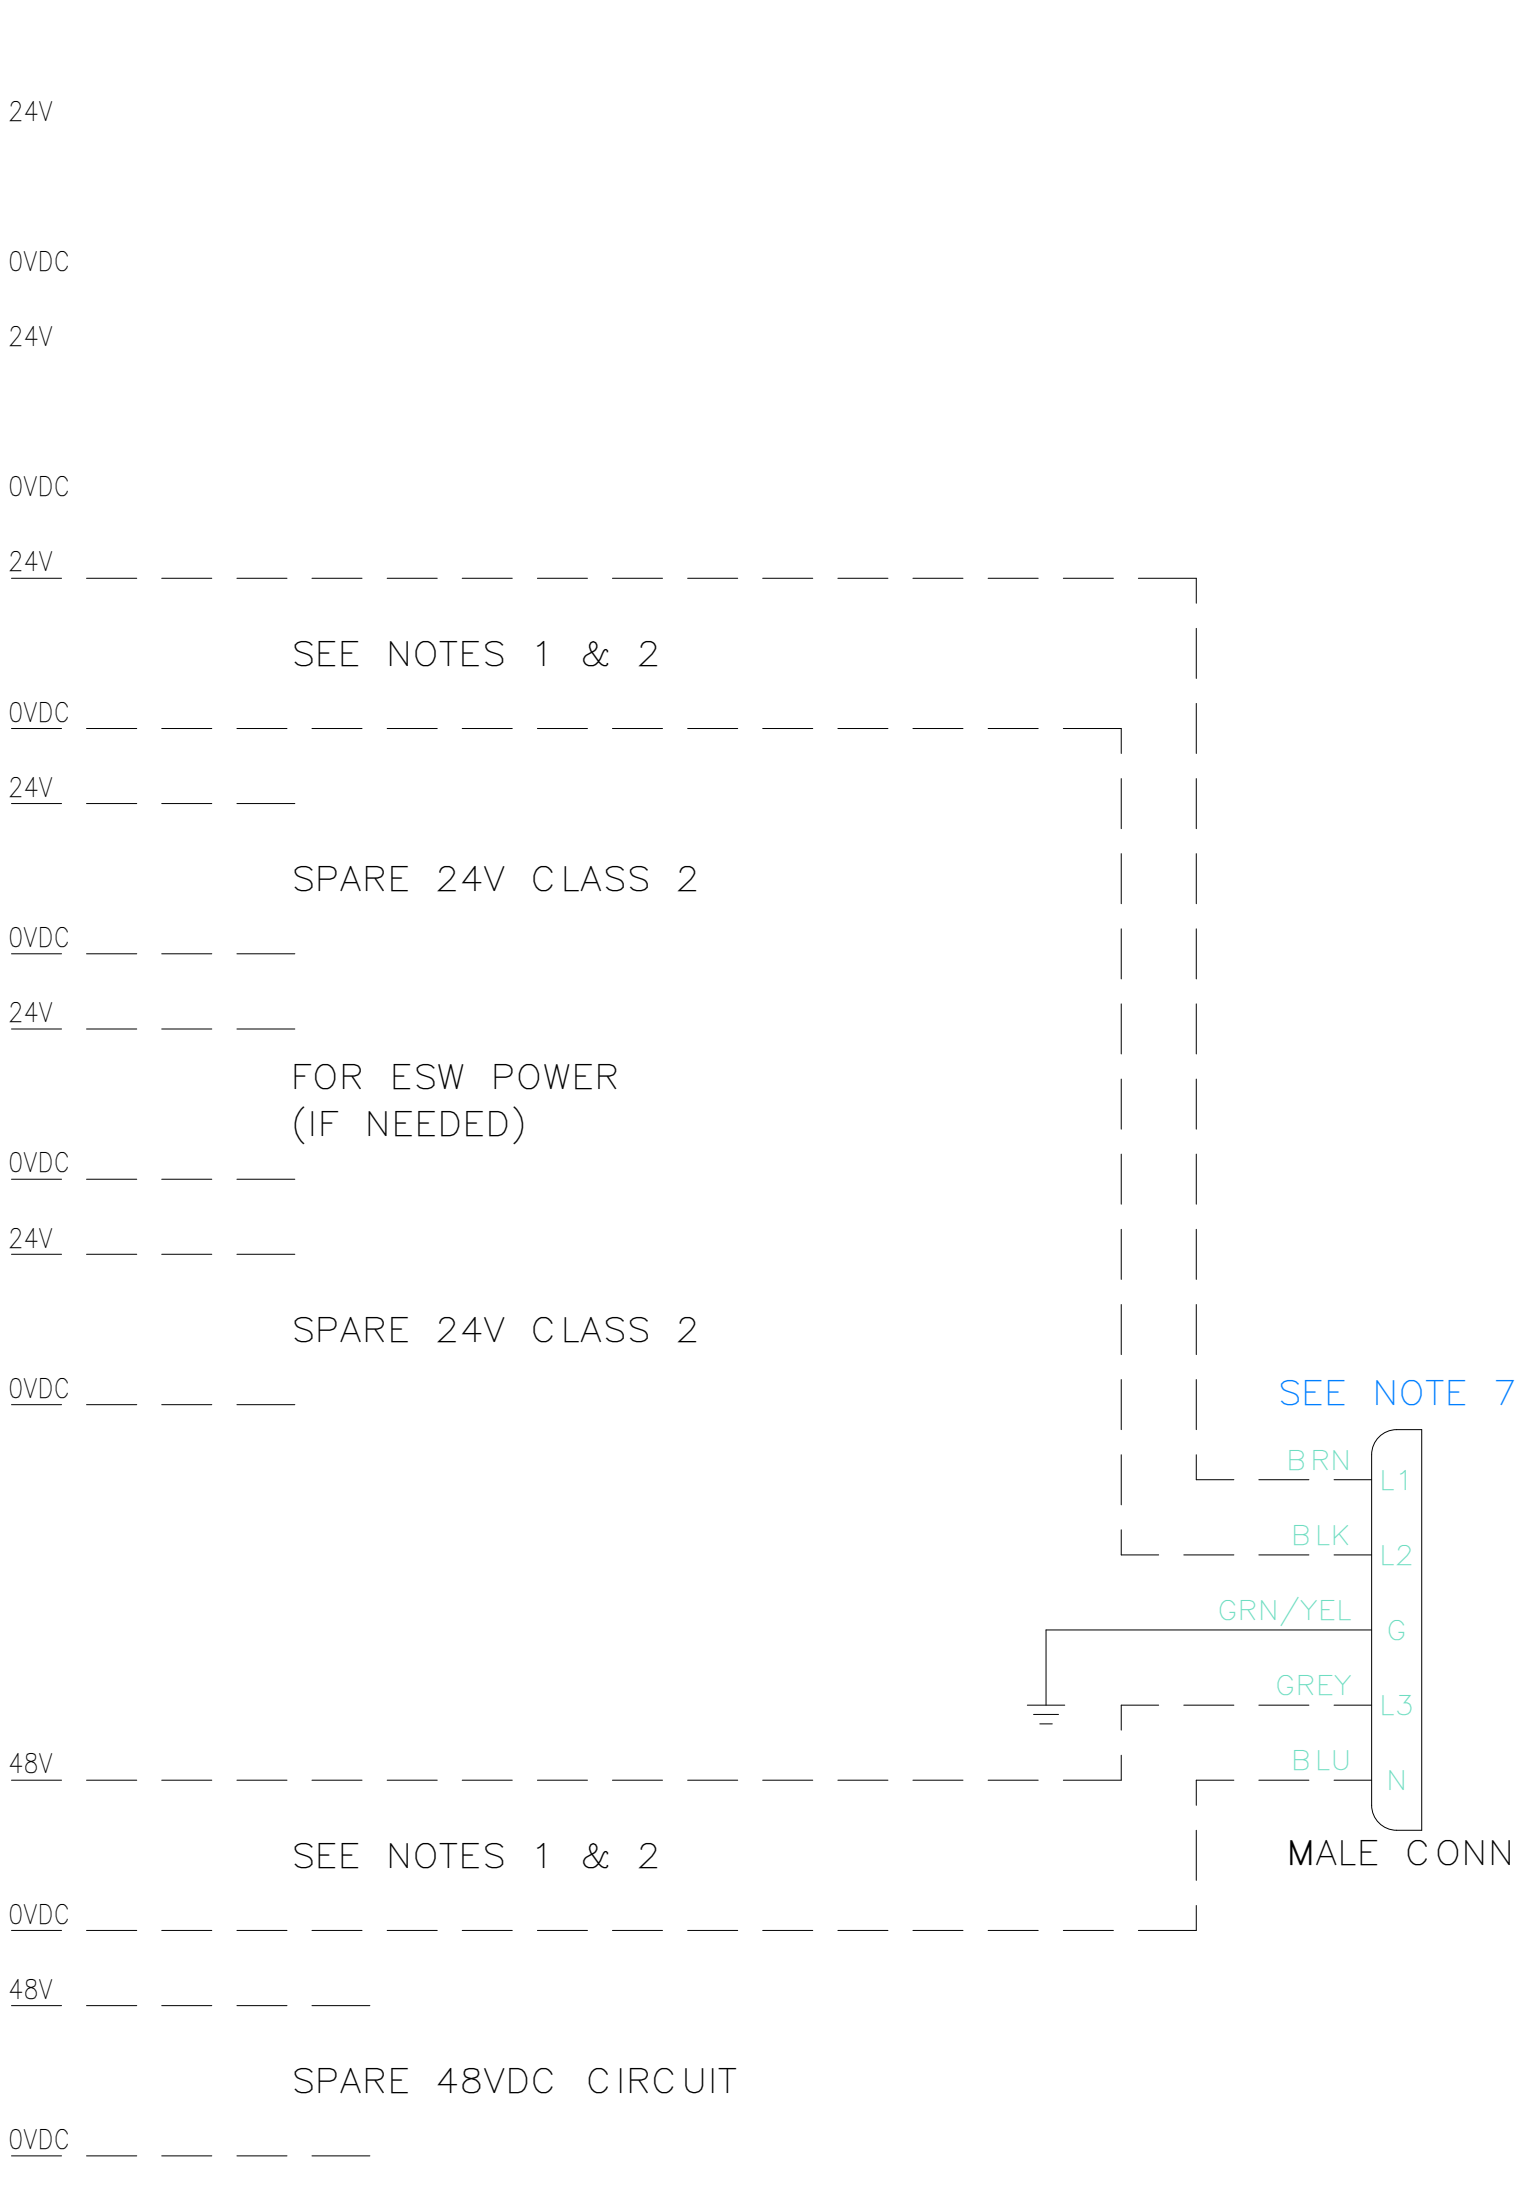 24V
0VDC
24V
0VDC
24V
SEE NOTES 1 & 2
0VDC
24V
SPARE 24V CLASS 2
0VDC
24V
FOR ESW POWER
(IF NEEDED)
0VDC
24V
SPARE 24V CLASS 2
0VDC
SEE NOTE 7
BRN L1
BLK L2
GRN/YEL G
GREY L3
BLU N
MALE CONN
48V
SEE NOTES 1 & 2
0VDC
48V
SPARE 48VDC CIRCUIT
0VDC